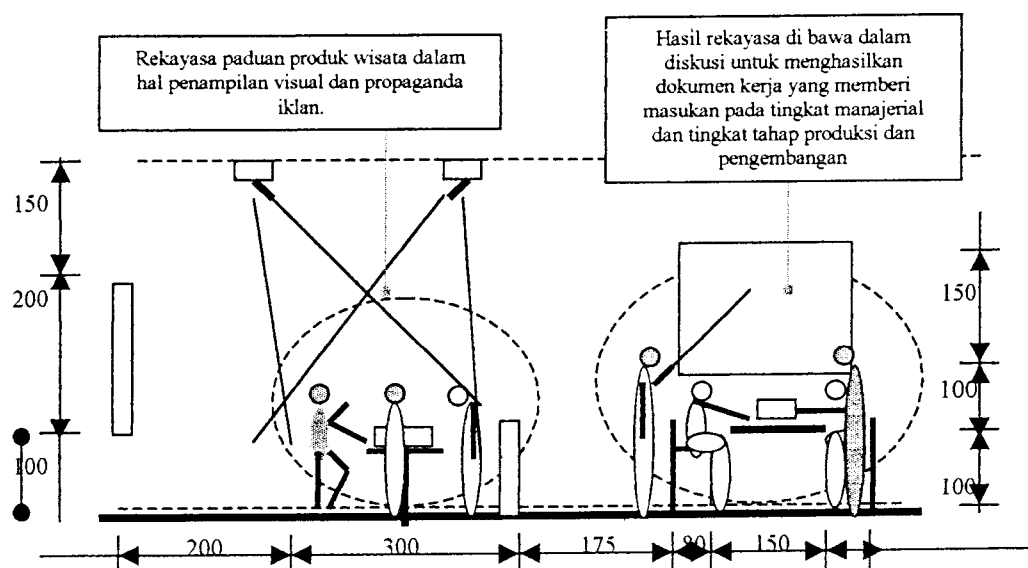 Rekayasa paduan produk wisata dalam
hal penampilan visual dan propaganda
iklan.
Hasil rekayasa di bawa dalam
diskusi untuk menghasilkan
dokumen kerja yang memberi
masukan pada tingkat manajerial
dan tingkat tahap produksi dan
pengembangan
150
200
100
150
100
100
200
300
175
80
150